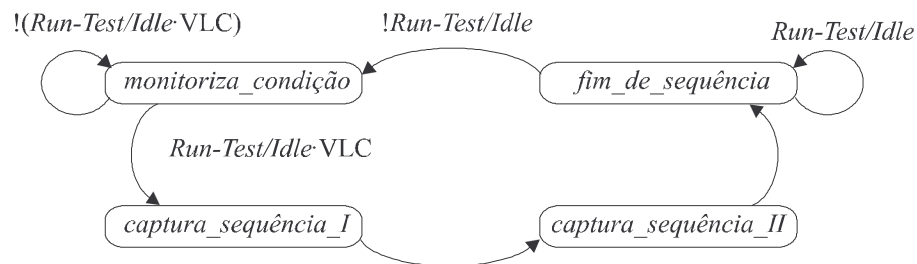 !(Run-Test/Idle·VLC)
!Run-Test/Idle
Run-Test/Idle
monitoriza_condição
fim_de_sequência
Run-Test/Idle·VLC
captura_sequência_I
captura_sequência_II